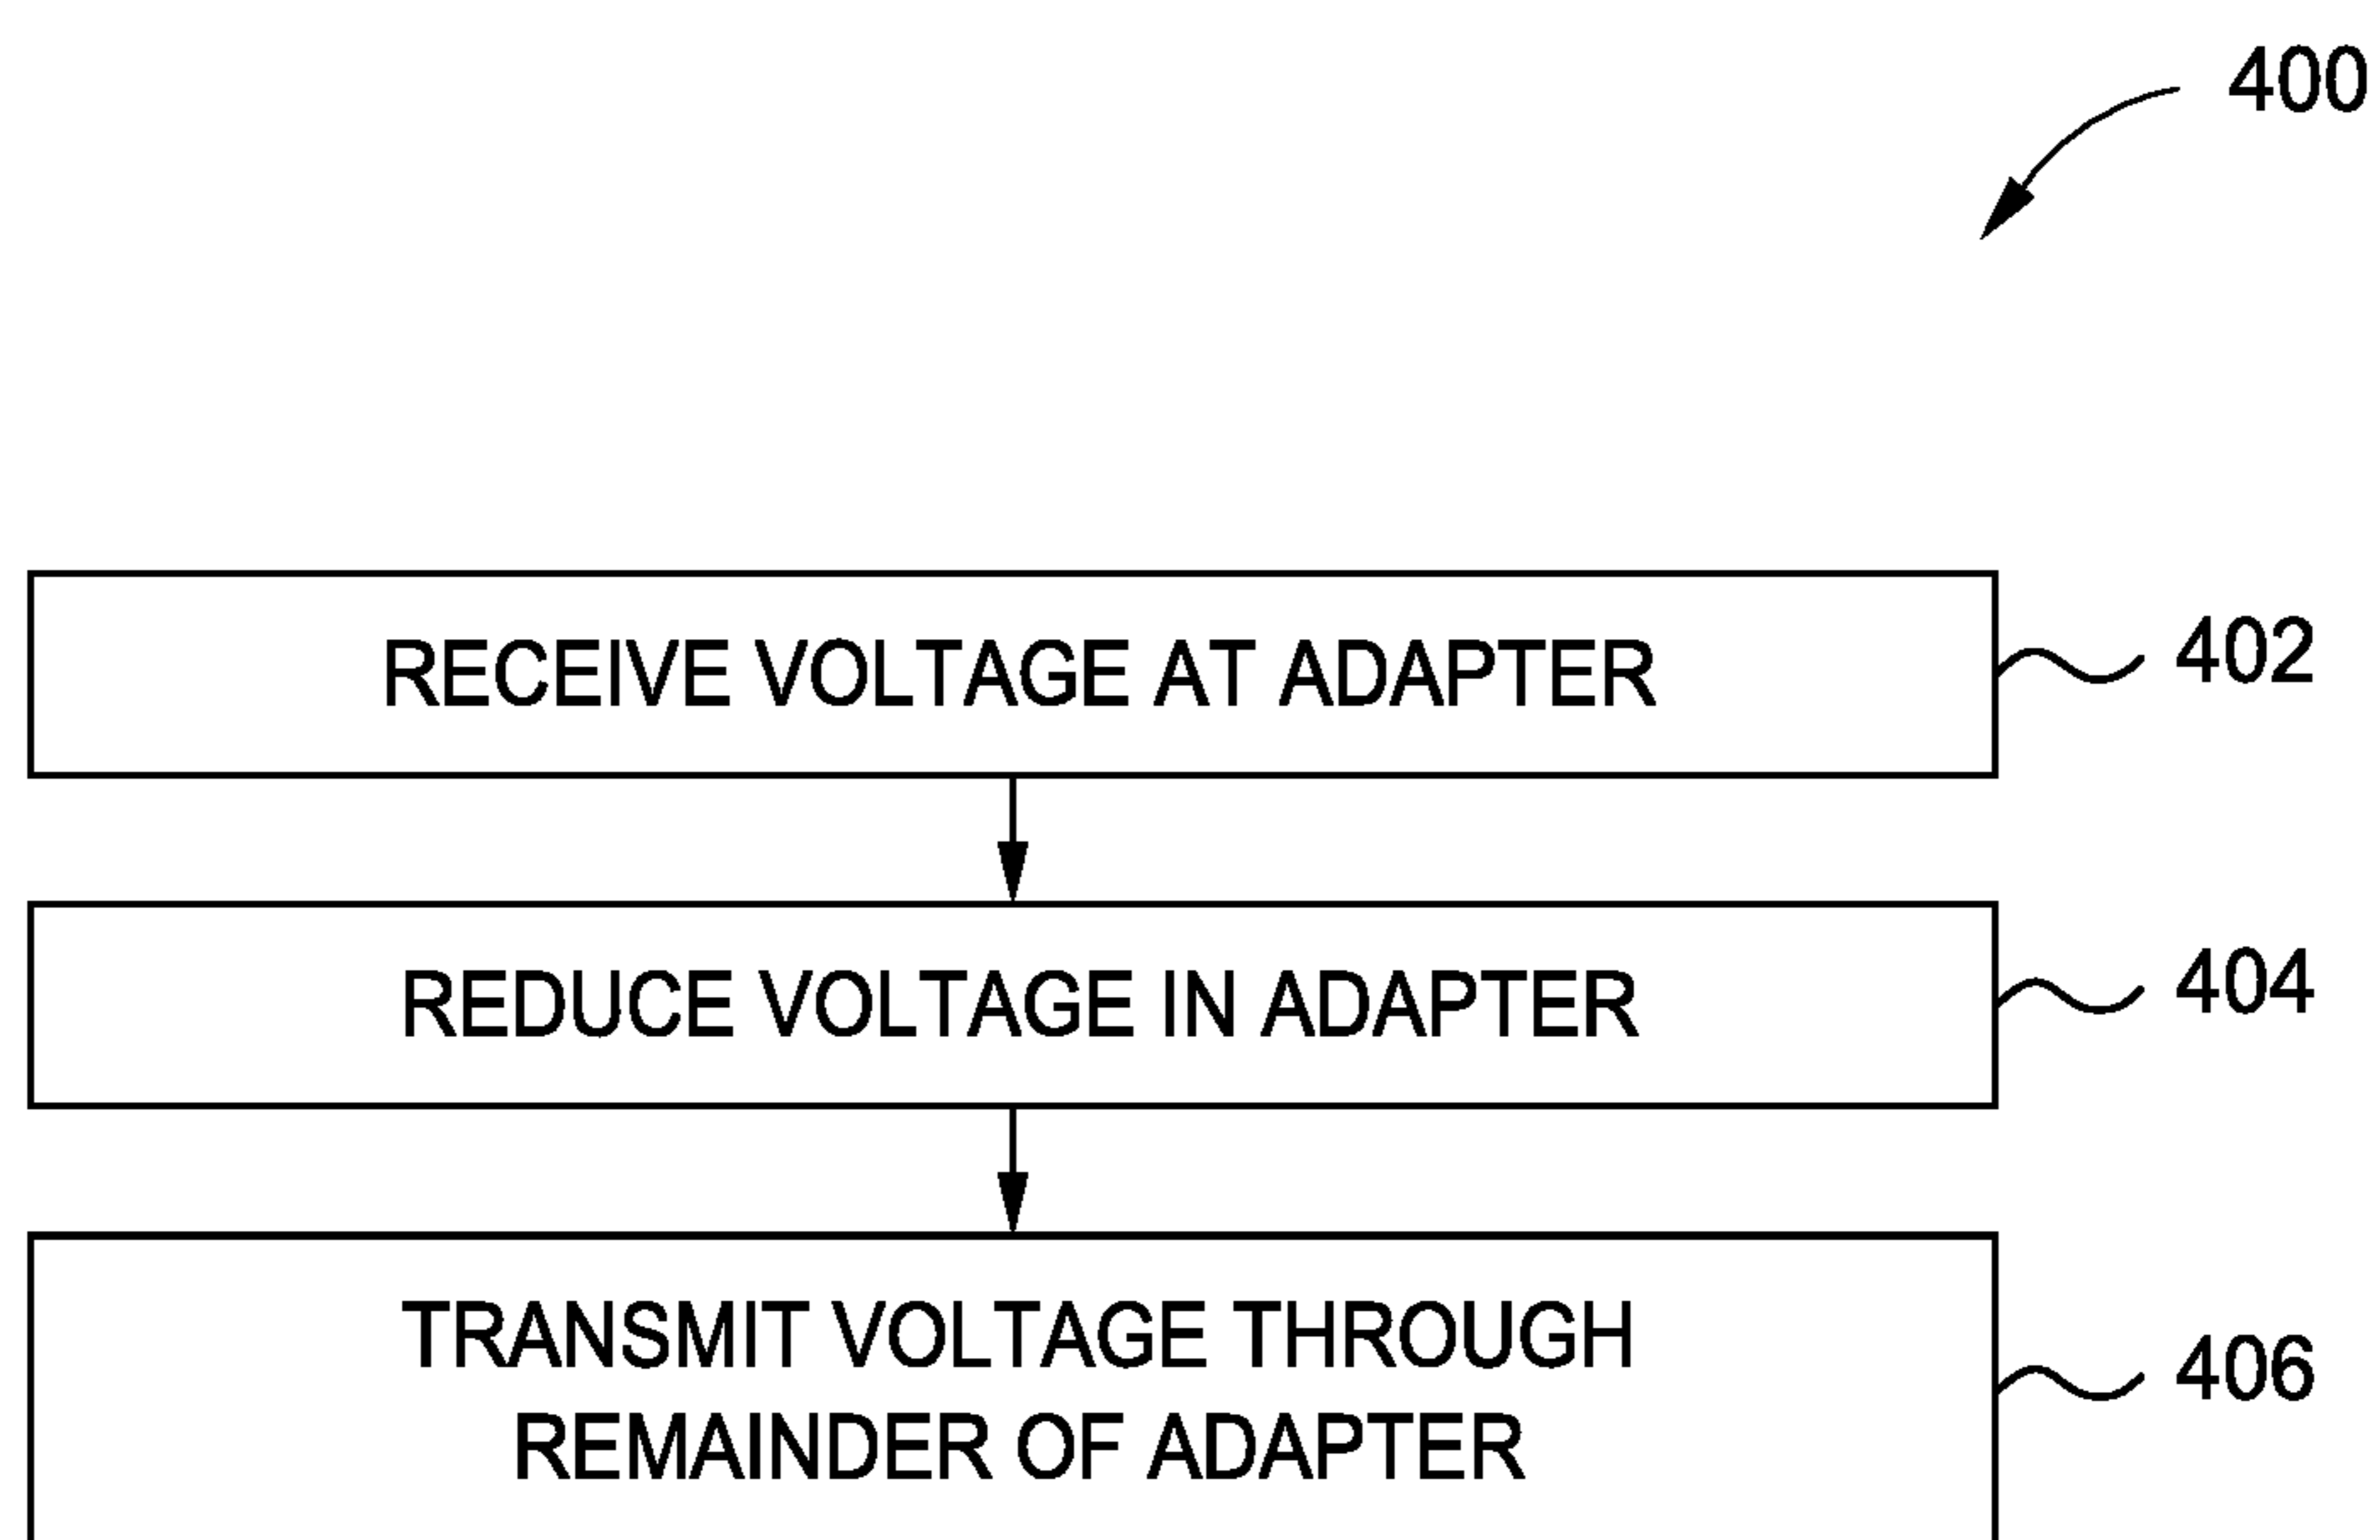 400
RECEIVE VOLTAGE AT ADAPTER
402
REDUCE VOLTAGE IN ADAPTER
404
TRANSMIT VOLTAGE THROUGH
REMAINDER OF ADAPTER
406